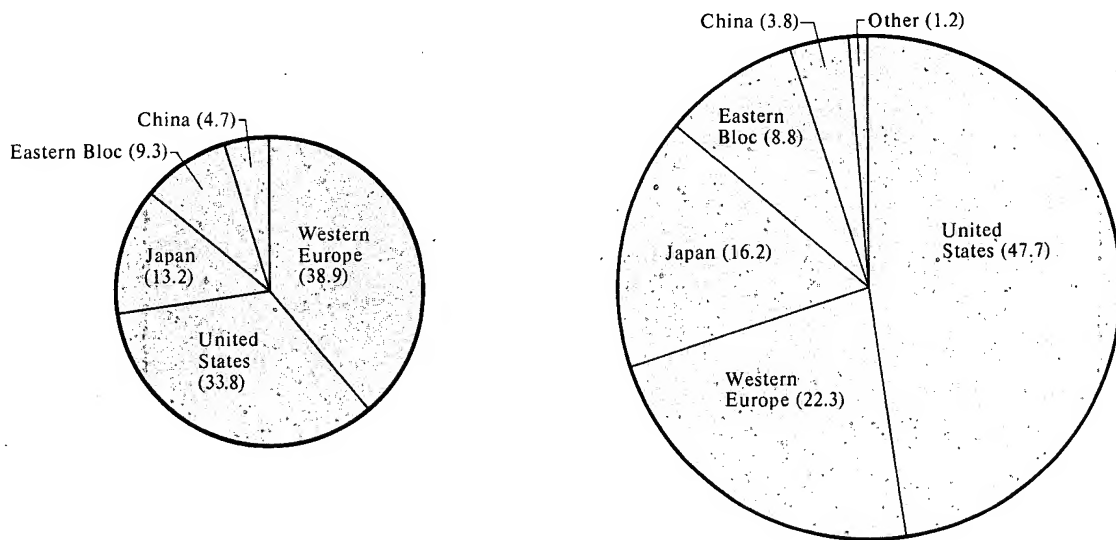 China (4.7)
Eastern Bloc (9.3)
Western
Europe
(38.9)
Japan
(13.2)
United
States
(33.8)
China (3.8)
Other (1.2)
Eastern
Bloc (8.8)
United
States (47.7)
Japan (16.2)
Western
Europe (22.3)